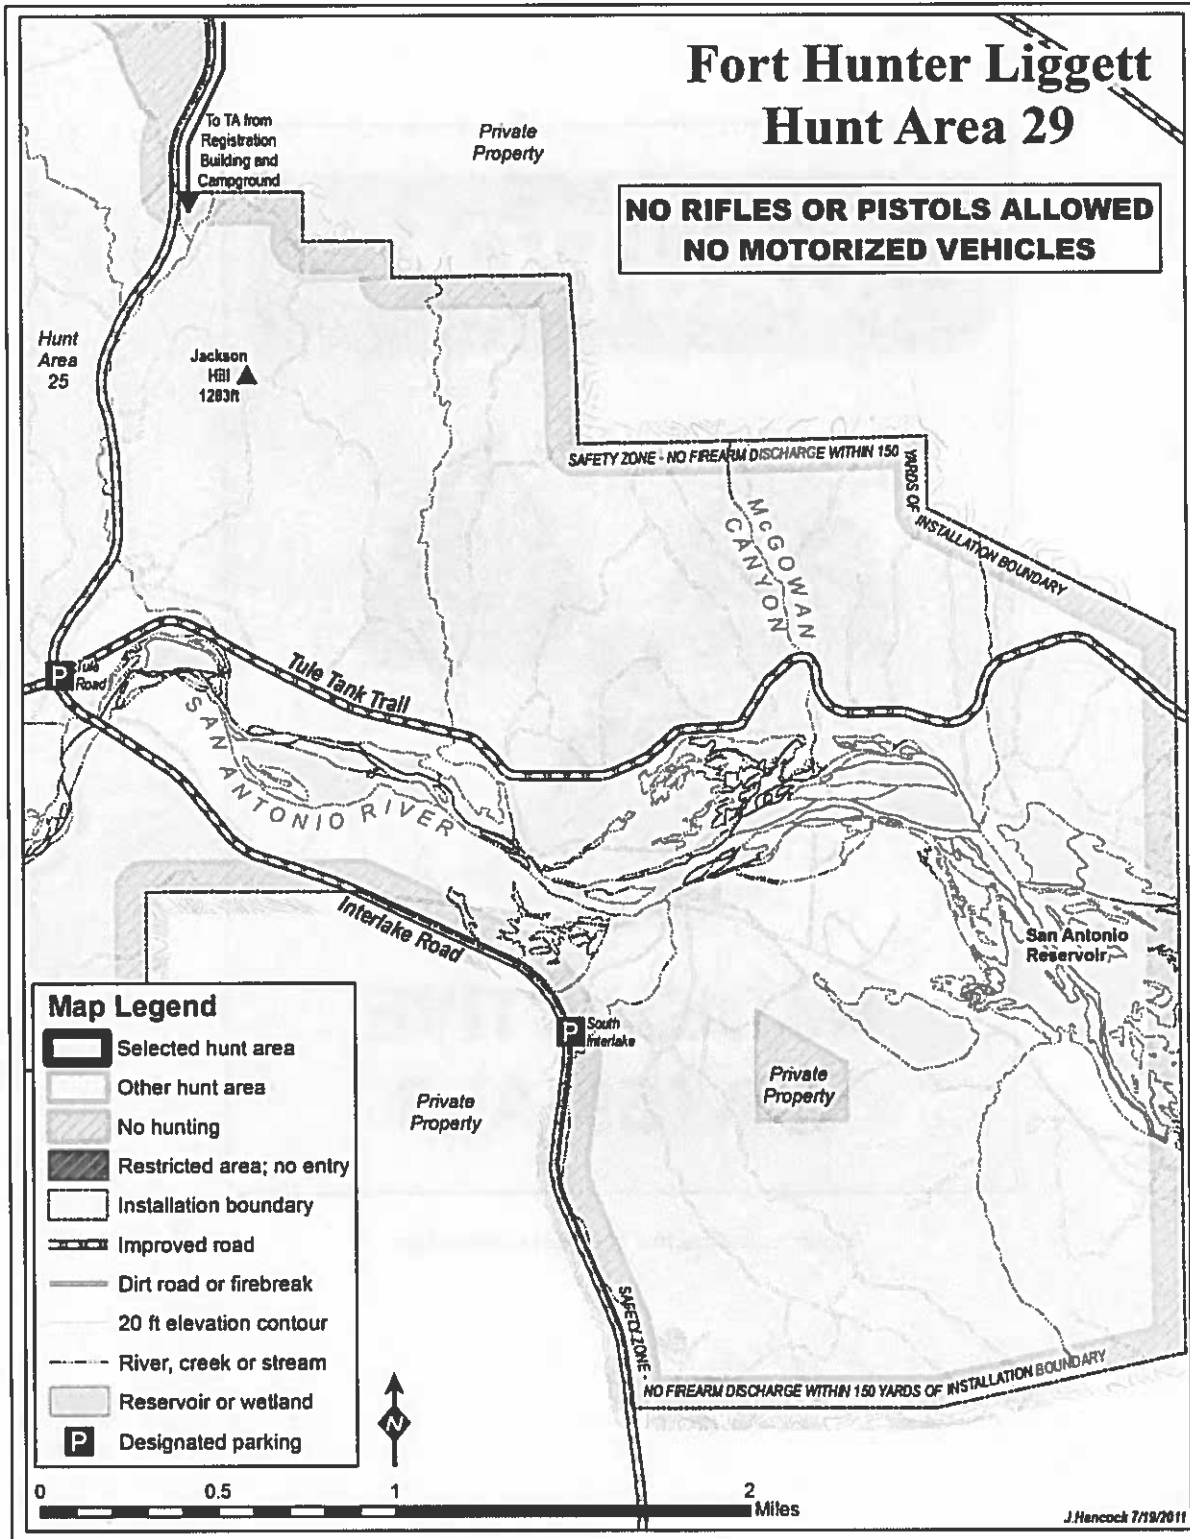 Fort Hunter Liggett
Hunt Area 29
NO RIFLES OR PISTOLS ALLOWED
NO MOTORIZED VEHICLES
To TA from
Registration
Building and
Campground
Private
Property
Hunt
Area
25
Jackson
Hill
1283ft
SAFETY ZONE - NO FIREARM DISCHARGE WITHIN 150
YARDS OF
INSTALLATION BOUNDARY
McGOWAN
CANYON
P
Tule
Road
Tule Tank Trail
SAN ANTONIO RIVER
Interlake Road
San Antonio
Reservoir
P
South
Interlake
Private
Property
Private
Property
SAFETY ZONE -
NO FIREARM DISCHARGE WITHIN 150 YARDS OF INSTALLATION BOUNDARY
Map Legend
Selected hunt area
Other hunt area
No hunting
Restricted area; no entry
Installation boundary
Improved road
Dirt road or firebreak
20 ft elevation contour
River, creek or stream
Reservoir or wetland
P Designated parking
N
0 0.5 1 2
Miles
J.Hancock 7/19/2011